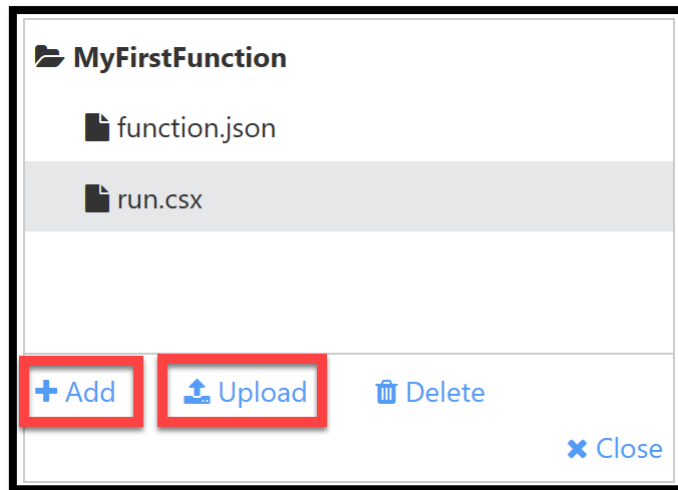 MyFirstFunction
function.json
run.csx
Add Upload Delete
Close